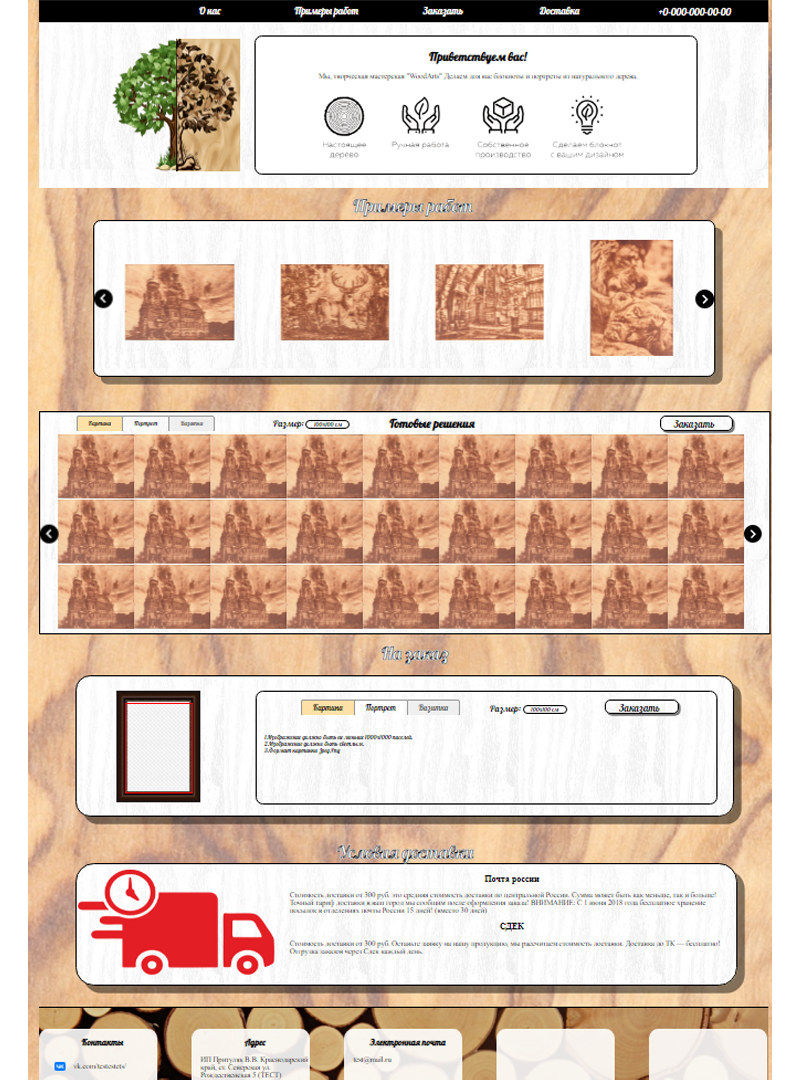 О нас Примеры работ Заказать Доставка +0-000-000-00-00
Приветствуем вас!
Мы, творческая мастерская "WoodArts" Делаем для вас блокноты и портреты из натурального дерева.
Настоящее дерево
Ручная работа
Собственное производство
Сделаем блокнот с вашим дизайном
Примеры работ
Картина Портрет Визитка Размер: 100x100 см Готовые решения Заказать
На заказ
Картина Портрет Визитка Размер: 100x100 см Заказать
1.Изображение должно быть не меньше 1000x1000 пикселей.
2.Изображение должно быть светлым.
3.Формат картинки Jpeg,Png
Условия доставки
Почта россии
Стоимость доставки от 300 руб. это средняя стоимость доставки по центральной России. Сумма может быть как меньше, так и больше!
Точный тариф доставки в ваш город мы сообщим после оформления заказа! ВНИМАНИЕ: С 1 июня 2018 года бесплатное хранение
посылок в отделениях почты России 15 дней! (вместо 30 дней)
СДЕК
Стоимость доставки от 300 руб. Оставьте заявку на нашу продукцию, мы рассчитаем стоимость доставки. Доставка до ТК — бесплатно!
Отгрузка заказов через Сдек каждый день.
Контакты
vk.com/testestets/
Адрес
ИП Притуляк В.В. Краснодарский
край, ст. Северская ул.
Рождественская 5 (ТЕСТ)
Электронная почта
test@mail.ru